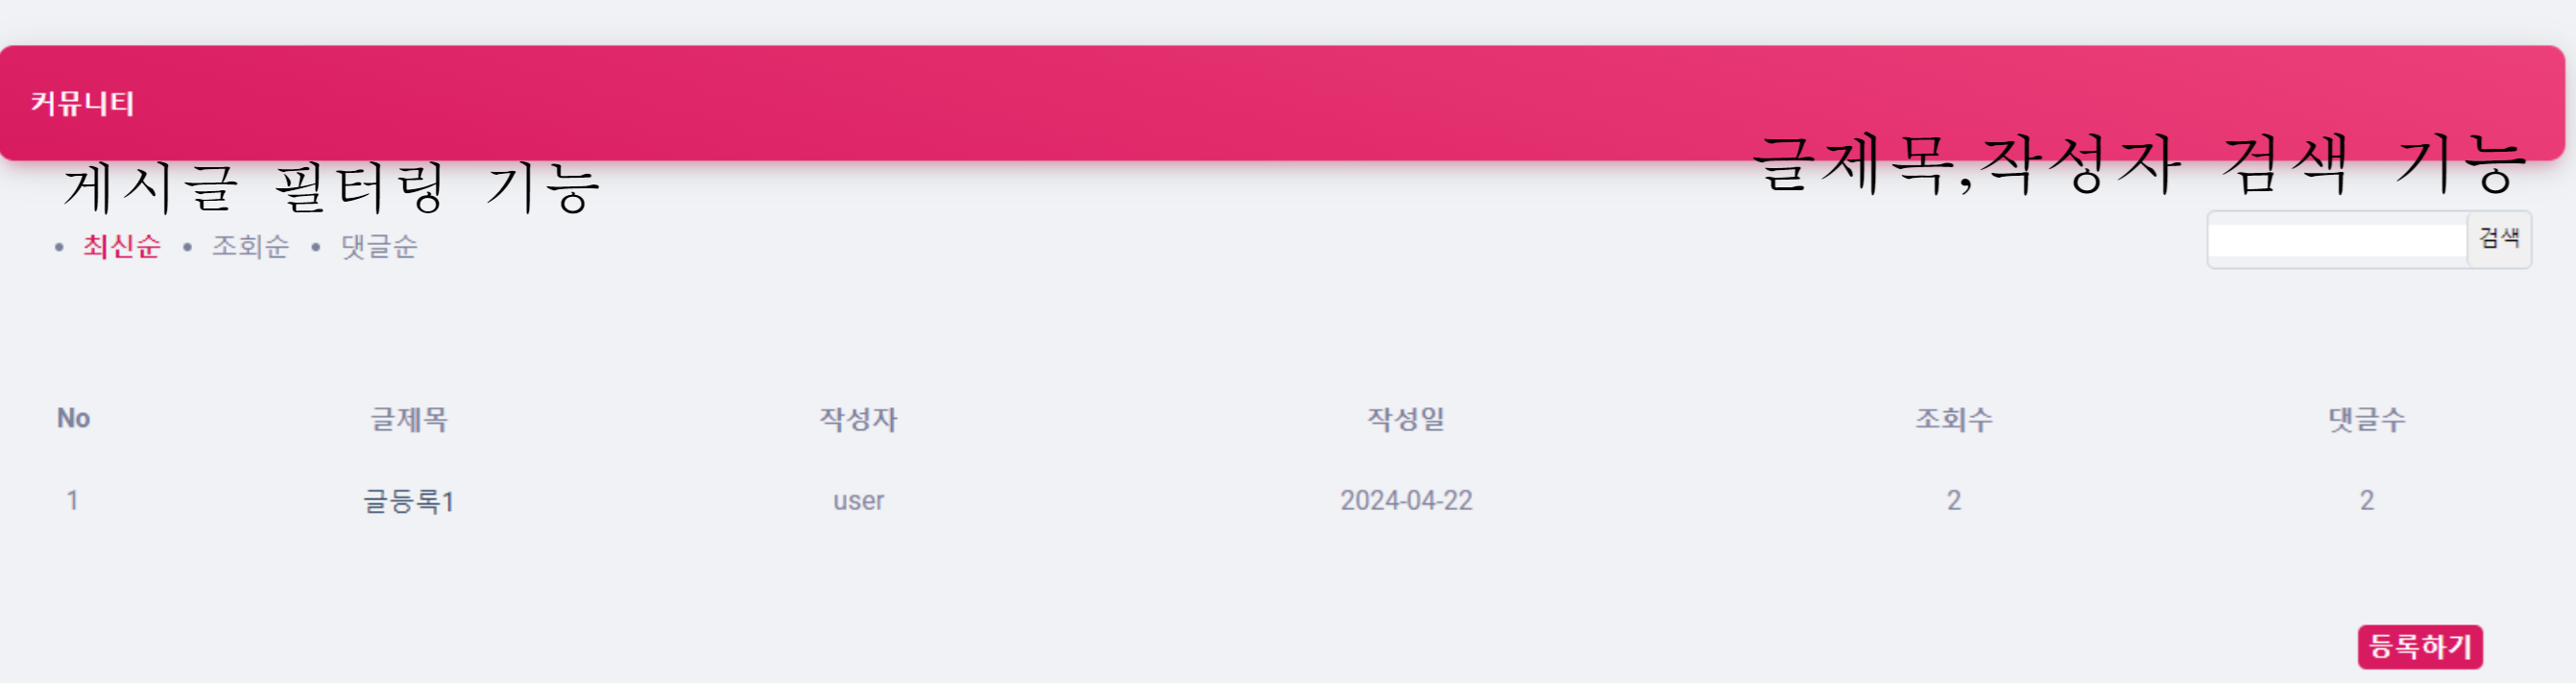 커뮤니티
게시글 필터링 기능
글제목,작성자 검색 기능
• 최신순 • 조회순 • 댓글순
검색
No 글제목 작성자 작성일 조회수 댓글수
1 글등록1 user 2024-04-22 2 2
등록하기